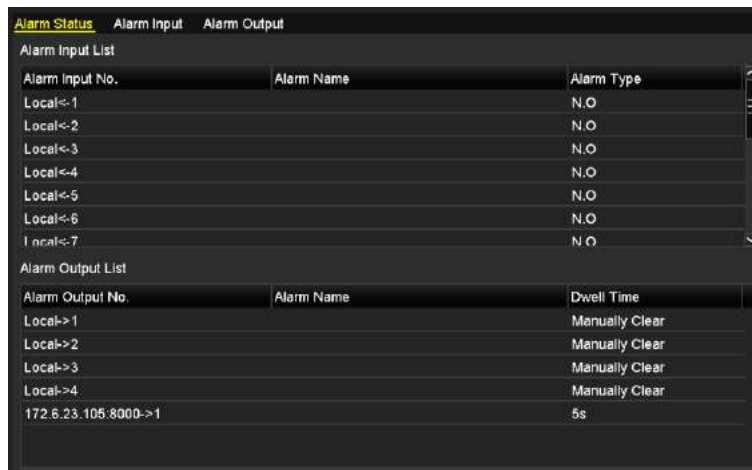 Alarm Status Alarm Input Alarm Output
Alarm Input List
Alarm Input No. Alarm Name Alarm Type
Local<-1 N.O
Local<-2 N.O
Local<-3 N.O
Local<-4 N.O
Local<-5 N.O
Local<-6 N.O
Local<-7 N.O
Alarm Output List
Alarm Output No. Alarm Name Dwell Time
Local->1 Manually Clear
Local->2 Manually Clear
Local->3 Manually Clear
Local->4 Manually Clear
172.6.23.105:8000->1 5s